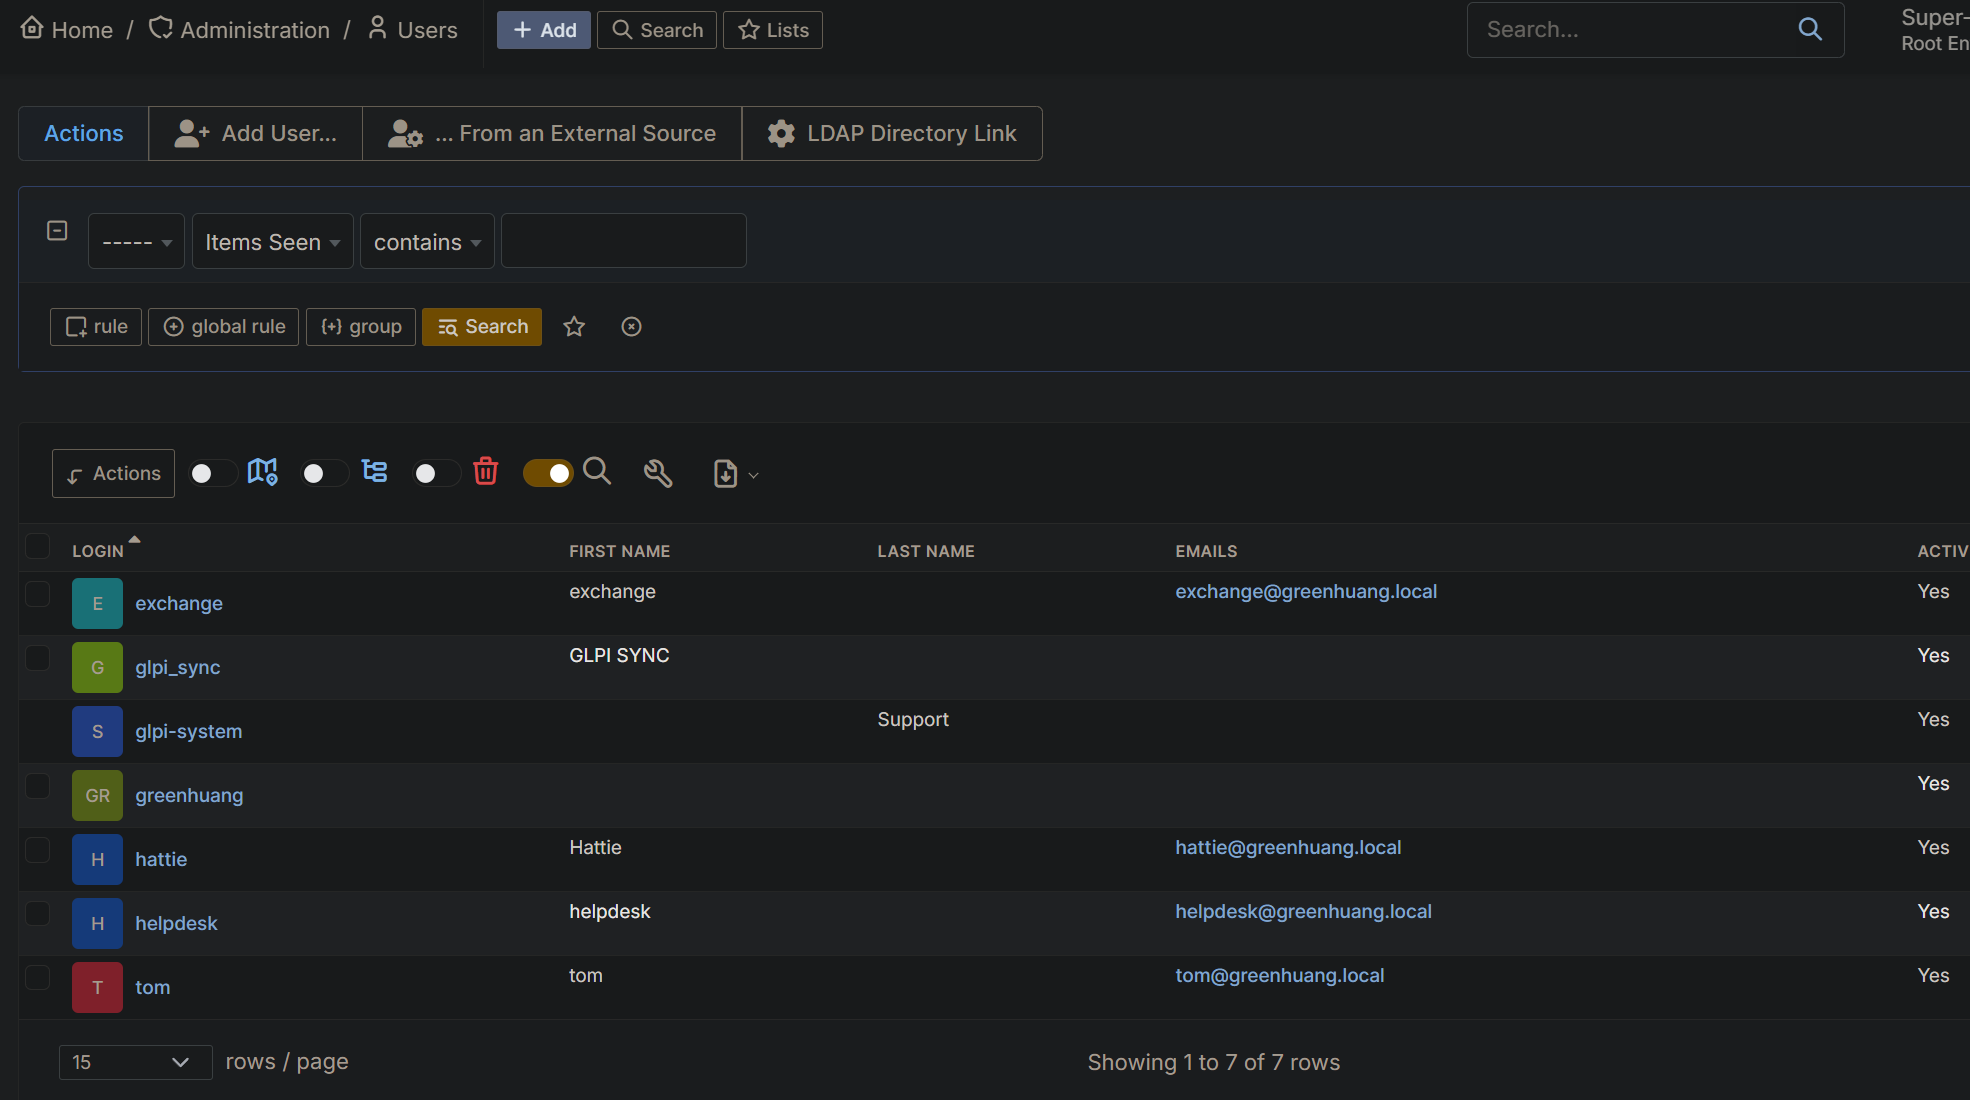 Home / Administration / Users
Add
Search
Lists
Search...
Super-
Root En
Actions
Add User...
... From an External Source
LDAP Directory Link
-----
Items Seen
contains
rule
global rule
group
Search
Actions
LOGIN FIRST NAME LAST NAME EMAILS ACTIV
E exchange exchange exchange@greenhuang.local Yes
G glpi_sync GLPI SYNC Yes
S glpi-system Support Yes
GR greenhuang Yes
H hattie Hattie hattie@greenhuang.local Yes
H helpdesk helpdesk helpdesk@greenhuang.local Yes
T tom tom tom@greenhuang.local Yes
15 rows / page
Showing 1 to 7 of 7 rows